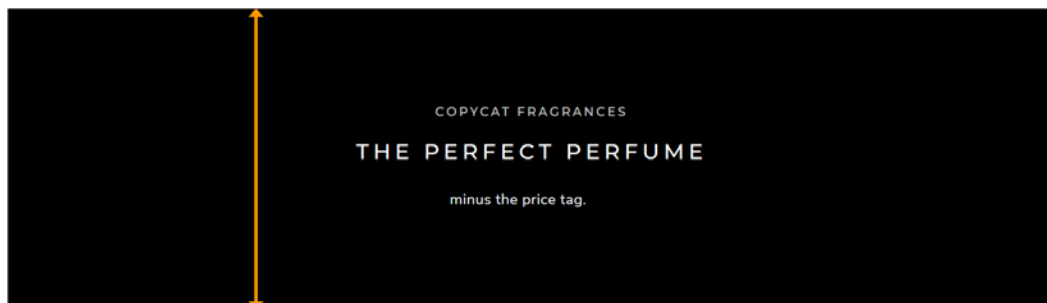 COPYCAT FRAGRANCES
THE PERFECT PERFUME
minus the price tag.